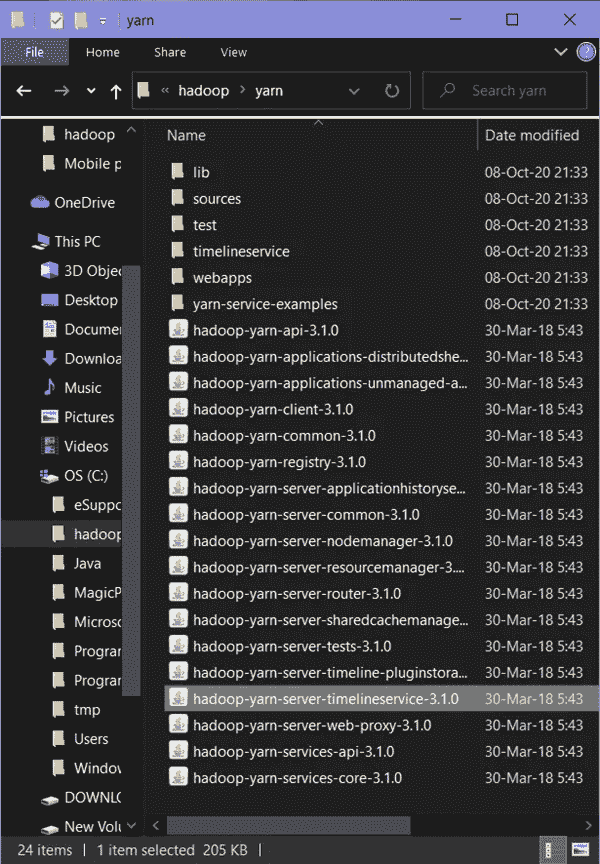 yarn
File Home Share View
« hadoop > yarn Search yarn
Name Date modified
hadoop
Mobile p
OneDrive
This PC
3D Objec
Desktop
Documen
Downloa
Music
Pictures
Videos
OS (C:)
eSuppo
hadoop
Java
MagicP
Microso
Program
Program
tmp
Users
Window
DOWNLO
New Volu
lib 08-Oct-20 21:33
sources 08-Oct-20 21:33
test 08-Oct-20 21:33
timelineservice 08-Oct-20 21:33
webapps 08-Oct-20 21:33
yarn-service-examples 08-Oct-20 21:33
hadoop-yarn-api-3.1.0 30-Mar-18 5:43
hadoop-yarn-applications-distributedshe... 30-Mar-18 5:43
hadoop-yarn-applications-unmanaged-a... 30-Mar-18 5:43
hadoop-yarn-client-3.1.0 30-Mar-18 5:43
hadoop-yarn-common-3.1.0 30-Mar-18 5:43
hadoop-yarn-registry-3.1.0 30-Mar-18 5:43
hadoop-yarn-server-applicationhistoryse... 30-Mar-18 5:43
hadoop-yarn-server-common-3.1.0 30-Mar-18 5:43
hadoop-yarn-server-nodemanager-3.1.0 30-Mar-18 5:43
hadoop-yarn-server-resourcemanager-3.... 30-Mar-18 5:43
hadoop-yarn-server-router-3.1.0 30-Mar-18 5:43
hadoop-yarn-server-sharedcachemanage... 30-Mar-18 5:43
hadoop-yarn-server-tests-3.1.0 30-Mar-18 5:43
hadoop-yarn-server-timeline-pluginstora... 30-Mar-18 5:43
hadoop-yarn-server-timelineservice-3.1.0 30-Mar-18 5:43
hadoop-yarn-server-web-proxy-3.1.0 30-Mar-18 5:43
hadoop-yarn-services-api-3.1.0 30-Mar-18 5:43
hadoop-yarn-services-core-3.1.0 30-Mar-18 5:43
24 items | 1 item selected 205 KB |